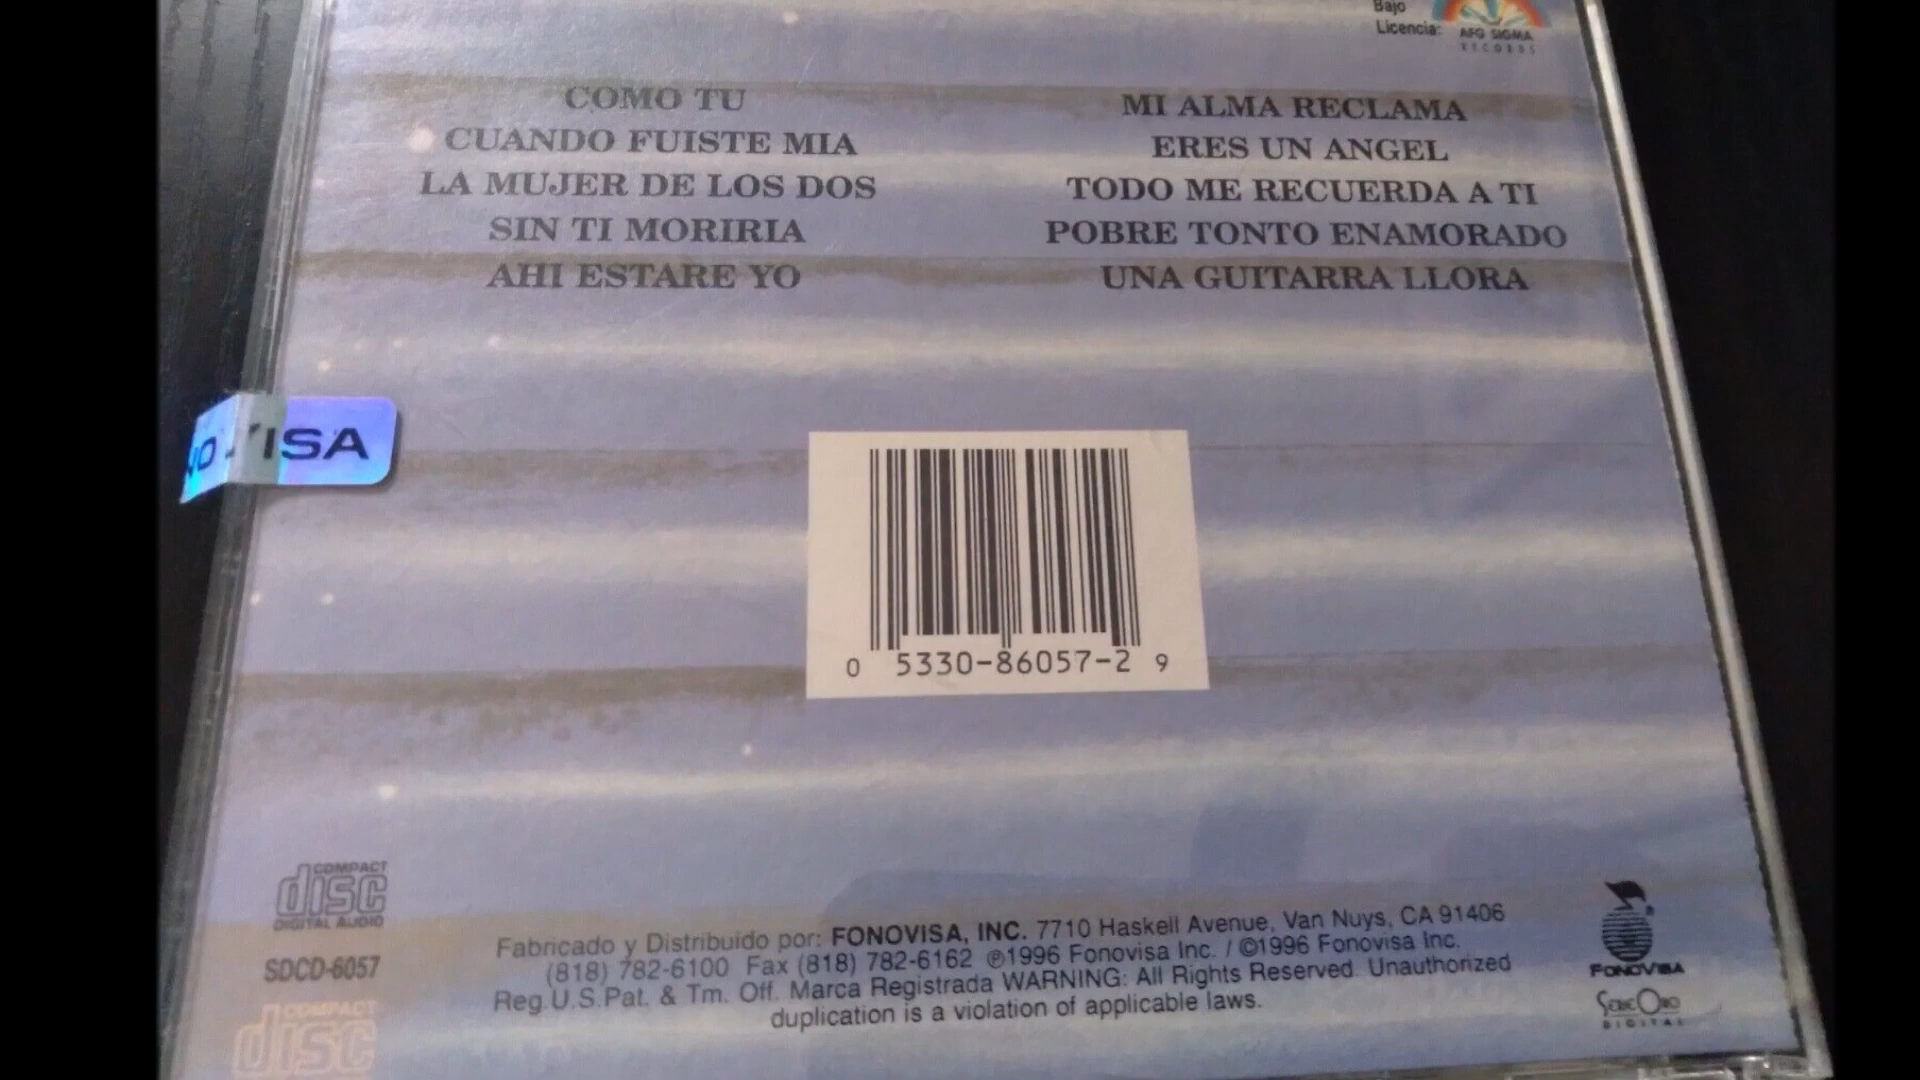 Bajo
Licencia:
AFG SIGMA
RECORDS
COMO TU
CUANDO FUISTE MIA
LA MUJER DE LOS DOS
SIN TI MORIRIA
AHI ESTARE YO
MI ALMA RECLAMA
ERES UN ANGEL
TODO ME RECUERDA A TI
POBRE TONTO ENAMORADO
UNA GUITARRA LLORA
0 5330-86057-2 9
COMPACT
disc
DIGITAL AUDIO
SDCD-6057
COMPACT
disc
Fabricado y Distribuido por: FONOVISA, INC. 7710 Haskell Avenue, Van Nuys, CA 91406
(818) 782-6100 Fax (818) 782-6162 ℗1996 Fonovisa Inc. / ©1996 Fonovisa Inc.
Reg.U.S.Pat. & Tm. Off. Marca Registrada WARNING: All Rights Reserved. Unauthorized
duplication is a violation of applicable laws.
FONOVISA
SERIE ORO
DIGITAL